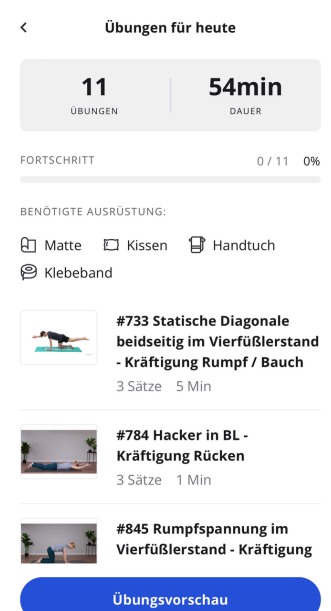 Übungen für heute
11
ÜBUNGEN
54min
DAUER
FORTSCHRITT
0 / 11 0%
BENÖTIGTE AUSRÜSTUNG:
Matte Kissen Handtuch
Klebeband
#733 Statische Diagonale
beidseitig im Vierfüßlerstand
- Kräftigung Rumpf / Bauch
3 Sätze 5 Min
#784 Hacker in BL -
Kräftigung Rücken
3 Sätze 1 Min
#845 Rumpfspannung im
Vierfüßlerstand - Kräftigung
Übungsvorschau